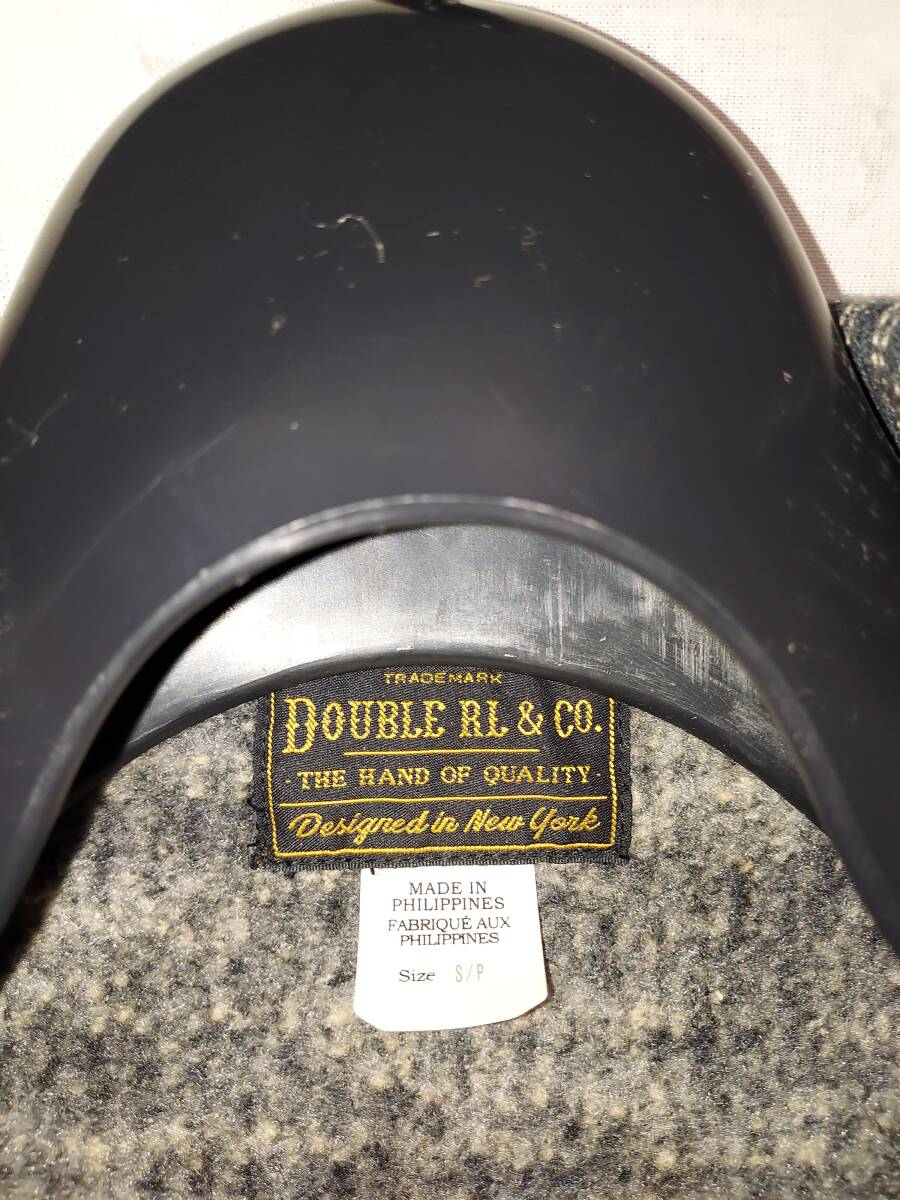 TRADEMARK
DOUBLE RL & CO.
· THE HAND OF QUALITY ·
Designed in New York
MADE IN
PHILIPPINES
FABRIQUÉ AUX
PHILIPPINES
Size S/P